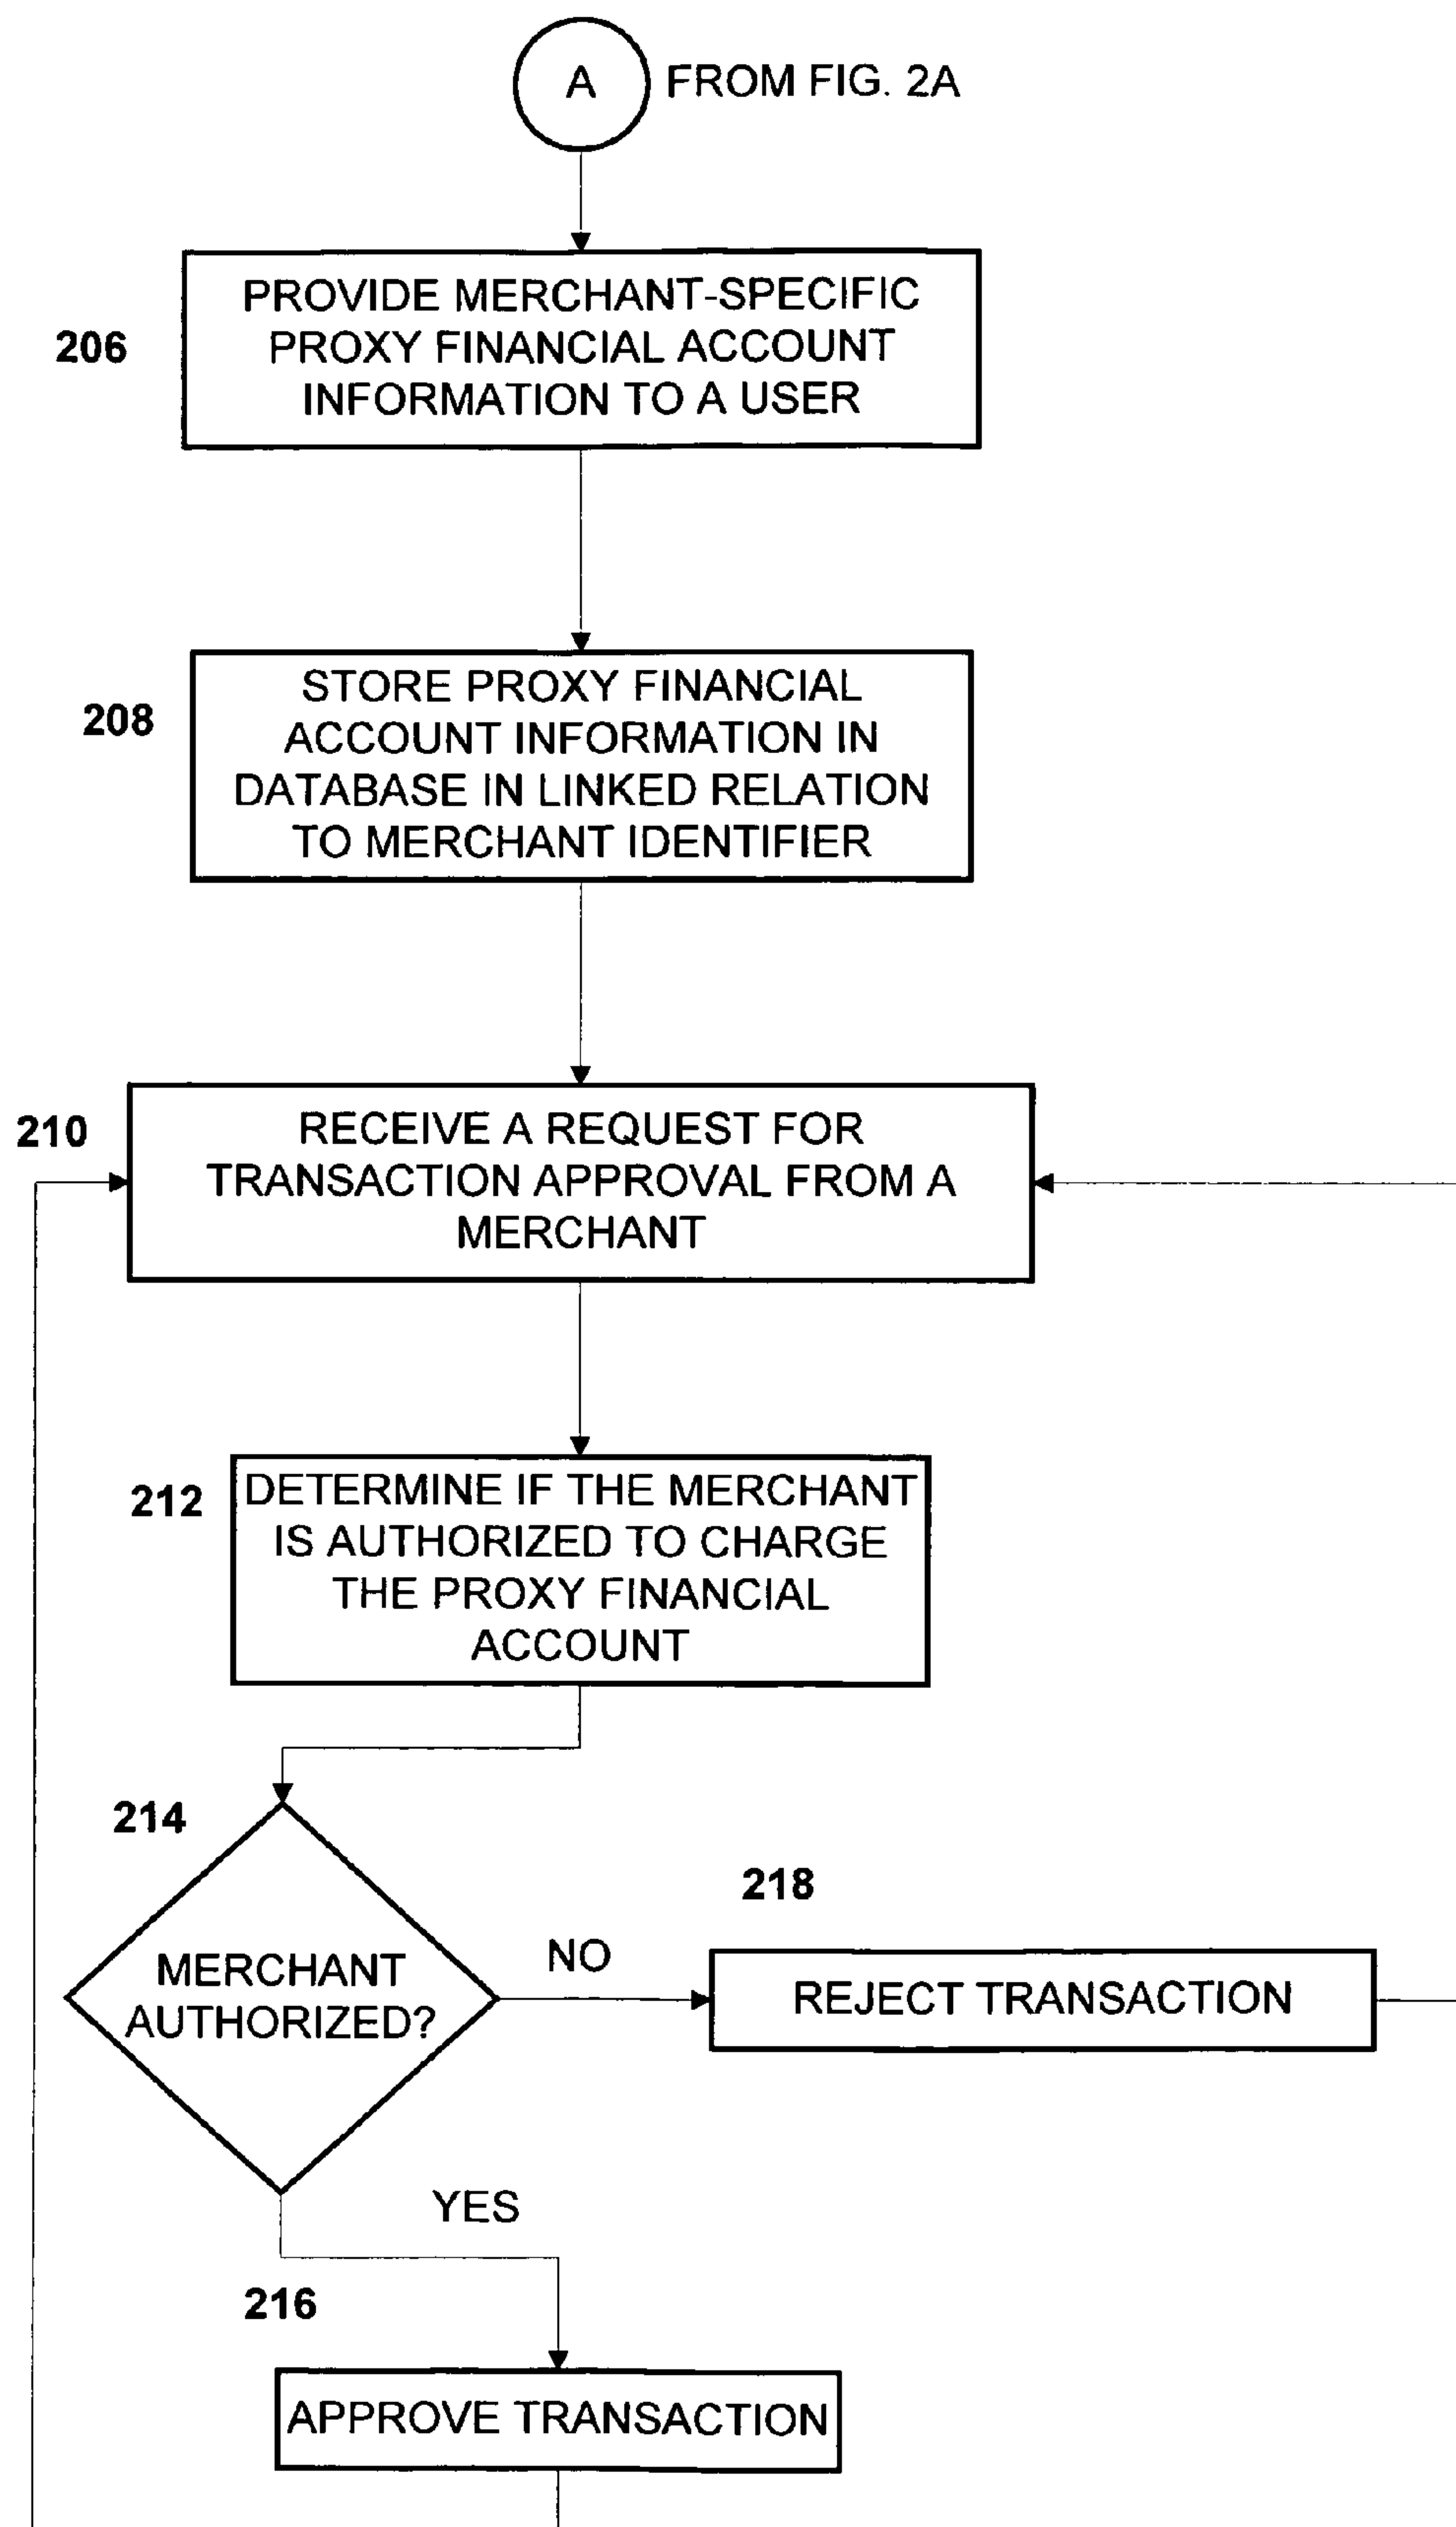 A
FROM FIG. 2A
206
PROVIDE MERCHANT-SPECIFIC
PROXY FINANCIAL ACCOUNT
INFORMATION TO A USER
208
STORE PROXY FINANCIAL
ACCOUNT INFORMATION IN
DATABASE IN LINKED RELATION
TO MERCHANT IDENTIFIER
210
RECEIVE A REQUEST FOR
TRANSACTION APPROVAL FROM A
MERCHANT
212
DETERMINE IF THE MERCHANT
IS AUTHORIZED TO CHARGE
THE PROXY FINANCIAL
ACCOUNT
214
MERCHANT
AUTHORIZED?
NO
218
REJECT TRANSACTION
YES
216
APPROVE TRANSACTION